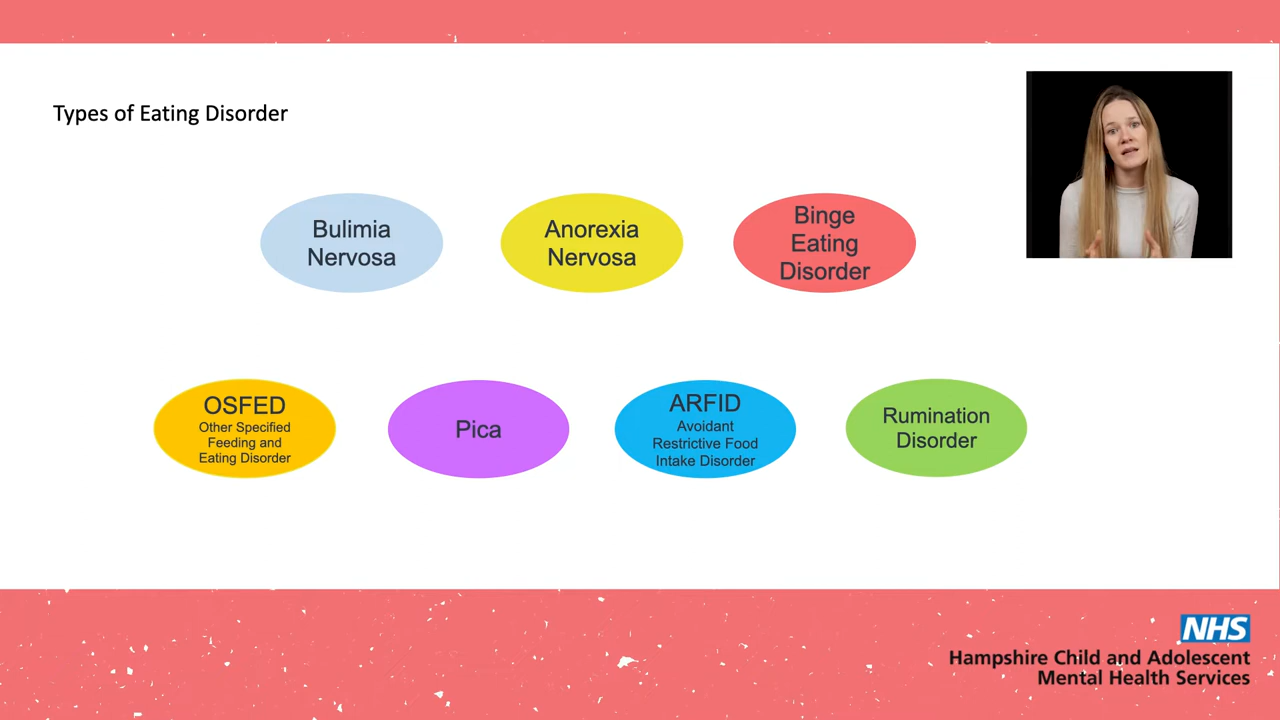 Types of Eating Disorder
Bulimia
Nervosa
Anorexia
Nervosa
Binge
Eating
Disorder
OSFED
Other Specified
Feeding and
Eating Disorder
Pica
ARFID
Avoidant
Restrictive Food
Intake Disorder
Rumination
Disorder
NHS
Hampshire Child and Adolescent
Mental Health Services